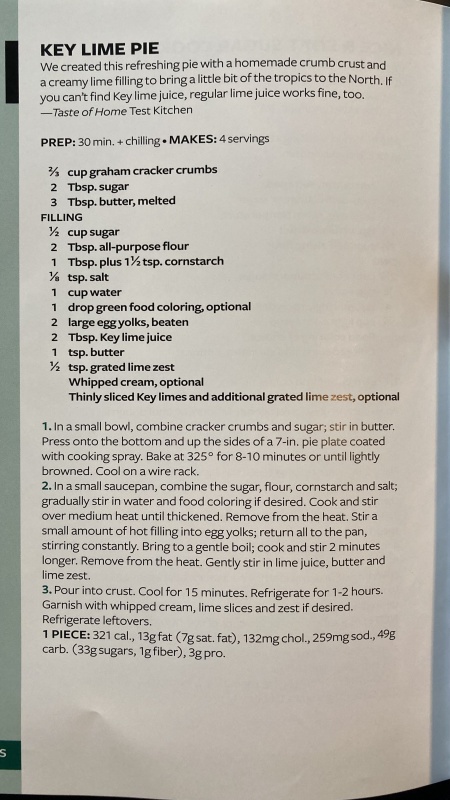 KEY LIME PIE
We created this refreshing pie with a homemade crumb crust and
a creamy lime filling to bring a little bit of the tropics to the North. If
you can't find Key lime juice, regular lime juice works fine, too.
—Taste of Home Test Kitchen
PREP: 30 min. + chilling • MAKES: 4 servings
⅔ cup graham cracker crumbs
2 Tbsp. sugar
3 Tbsp. butter, melted
FILLING
½ cup sugar
2 Tbsp. all-purpose flour
1 Tbsp. plus 1½ tsp. cornstarch
⅛ tsp. salt
1 cup water
1 drop green food coloring, optional
2 large egg yolks, beaten
2 Tbsp. Key lime juice
1 tsp. butter
½ tsp. grated lime zest
Whipped cream, optional
Thinly sliced Key limes and additional grated lime zest, optional
1. In a small bowl, combine cracker crumbs and sugar; stir in butter.
Press onto the bottom and up the sides of a 7-in. pie plate coated
with cooking spray. Bake at 325° for 8-10 minutes or until lightly
browned. Cool on a wire rack.
2. In a small saucepan, combine the sugar, flour, cornstarch and salt;
gradually stir in water and food coloring if desired. Cook and stir
over medium heat until thickened. Remove from the heat. Stir a
small amount of hot filling into egg yolks; return all to the pan,
stirring constantly. Bring to a gentle boil; cook and stir 2 minutes
longer. Remove from the heat. Gently stir in lime juice, butter and
lime zest.
3. Pour into crust. Cool for 15 minutes. Refrigerate for 1-2 hours.
Garnish with whipped cream, lime slices and zest if desired.
Refrigerate leftovers.
1 PIECE: 321 cal., 13g fat (7g sat. fat), 132mg chol., 259mg sod., 49g
carb. (33g sugars, 1g fiber), 3g pro.
S